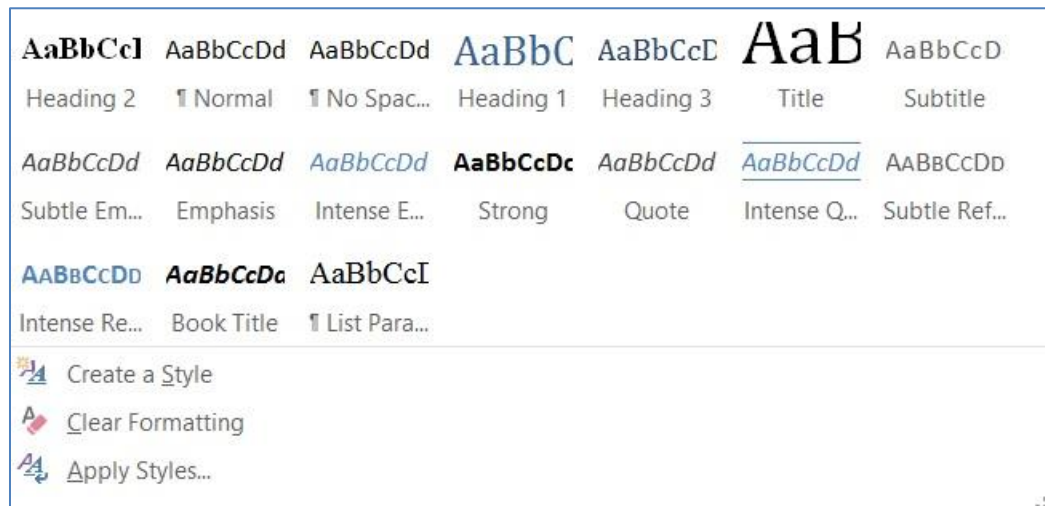 AaBbCcI AaBbCcDd AaBbCcDd AaBbC AaBbCcD AaB AaBbCcD
Heading 2 ¶ Normal ¶ No Spac... Heading 1 Heading 3 Title Subtitle
AaBbCcDd AaBbCcDd AaBbCcDd AaBbCcDc AaBbCcDd AaBbCcDd AABBCCDD
Subtle Em... Emphasis Intense E... Strong Quote Intense Q... Subtle Ref...
AABBCCDD AaBbCcDd AaBbCcI
Intense Re... Book Title ¶ List Para...
Create a Style
Clear Formatting
Apply Styles...